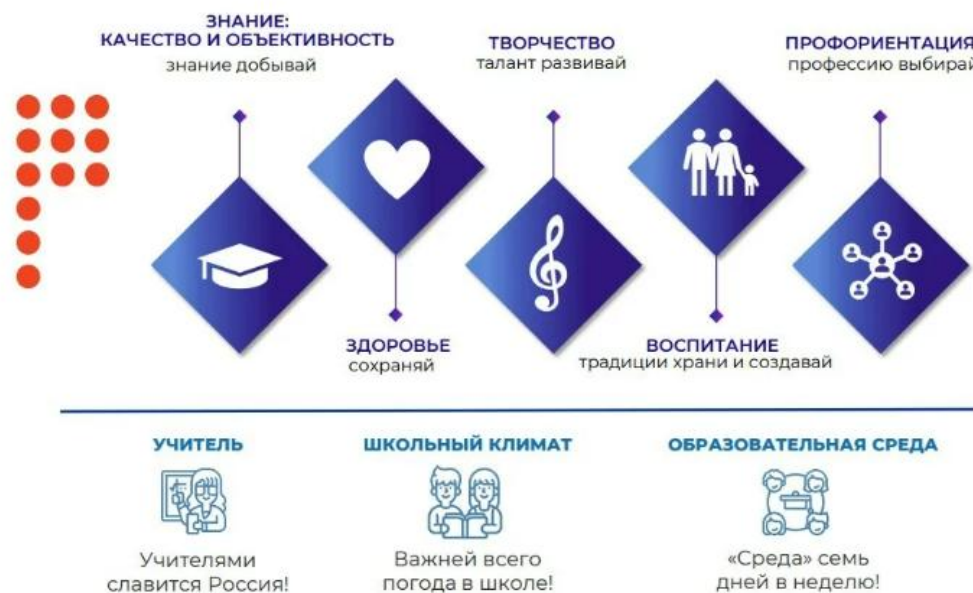 ЗНАНИЕ:
КАЧЕСТВО И ОБЪЕКТИВНОСТЬ
знание добывай
ТВОРЧЕСТВО
талант развивай
ПРОФОРИЕНТАЦИЯ
профессию выбирай
ЗДОРОВЬЕ
сохраняй
ВОСПИТАНИЕ
традиции храни и создавай
УЧИТЕЛЬ
Учителями
славится Россия!
ШКОЛЬНЫЙ КЛИМАТ
Важней всего
погода в школе!
ОБРАЗОВАТЕЛЬНАЯ СРЕДА
«Среда» семь
дней в неделю!